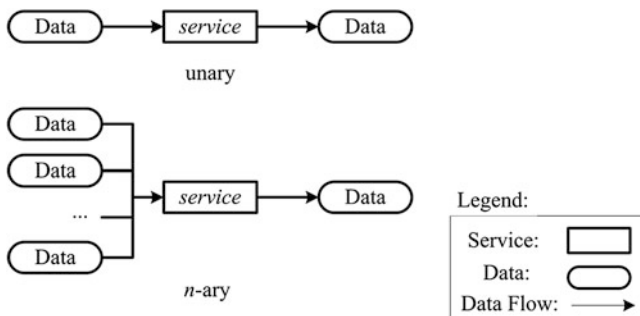 Data service Data
unary
Data
Data
service Data
...
Data
n-ary
Legend:
Service:
Data:
Data Flow: